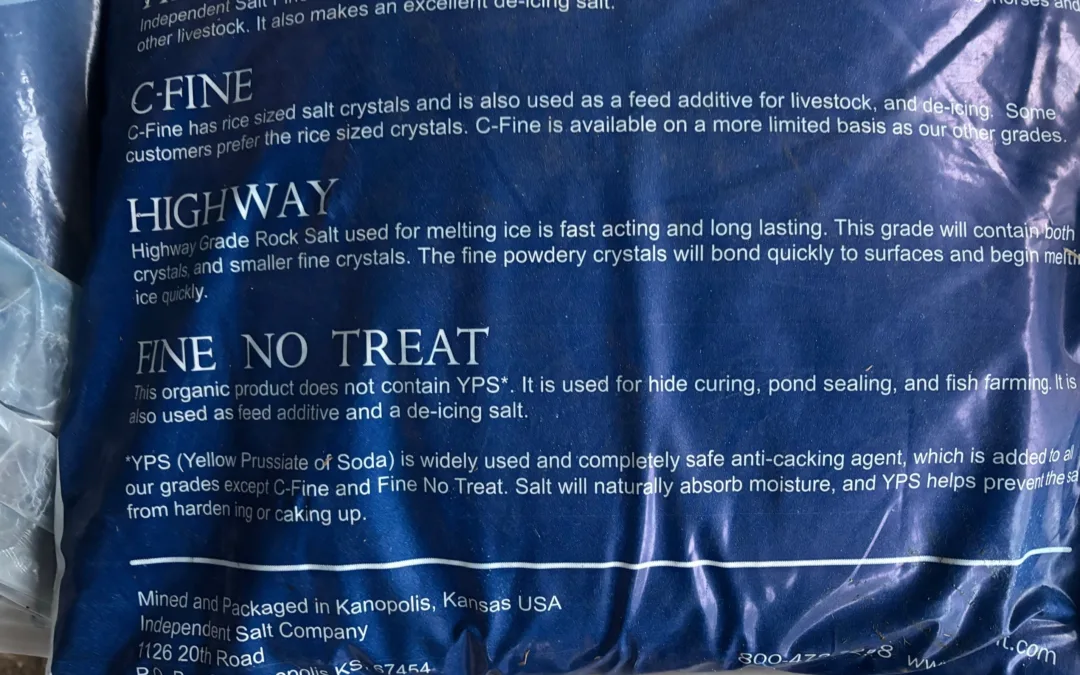 Independent Salt
other livestock. It also makes an excellent de-icing salt.
C-FINE
C-Fine has rice sized salt crystals and is also used as a feed additive for livestock, and de-icing. Some
customers prefer the rice sized crystals. C-Fine is available on a more limited basis as our other grades.
HIGHWAY
Highway Grade Rock Salt used for melting ice is fast acting and long lasting. This grade will contain both
crystals, and smaller fine crystals. The fine powdery crystals will bond quickly to surfaces and begin
ice quickly.
FINE NO TREAT
This organic product does not contain YPS*. It is used for hide curing, pond sealing, and fish farming. It is
also used as feed additive and a de-icing salt.
*YPS (Yellow Prussiate of Soda) is widely used and completely safe anti-cacking agent, which is added to all
our grades except C-Fine and Fine No Treat. Salt will naturally absorb moisture, and YPS helps prevent the
from harden ing or caking up.
Mined and Packaged in Kanopolis, Kansas USA
Independent Salt Company
1126 20th Road
KS. 67454